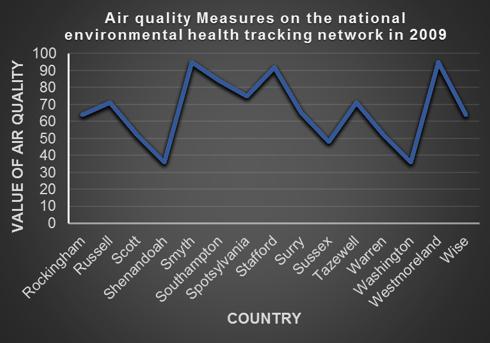 Air quality Measures on the national
environmental health tracking network in 2009
VALUE OF AIR QUALITY
100
90
80
70
60
50
40
30
20
10
0
Rockingham
Russell
Scott
Shenandoah
Smyth
Southampton
Spotsylvania
Stafford
Surry
Sussex
Tazewell
Warren
Washington
Westmoreland
Wise
COUNTRY